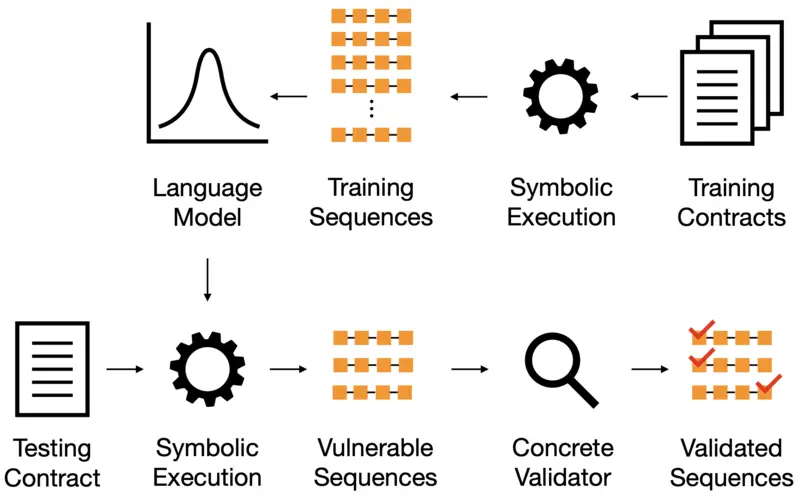 Language
Model
Training
Sequences
Symbolic
Execution
Training
Contracts
Testing
Contract
Symbolic
Execution
Vulnerable
Sequences
Concrete
Validator
Validated
Sequences